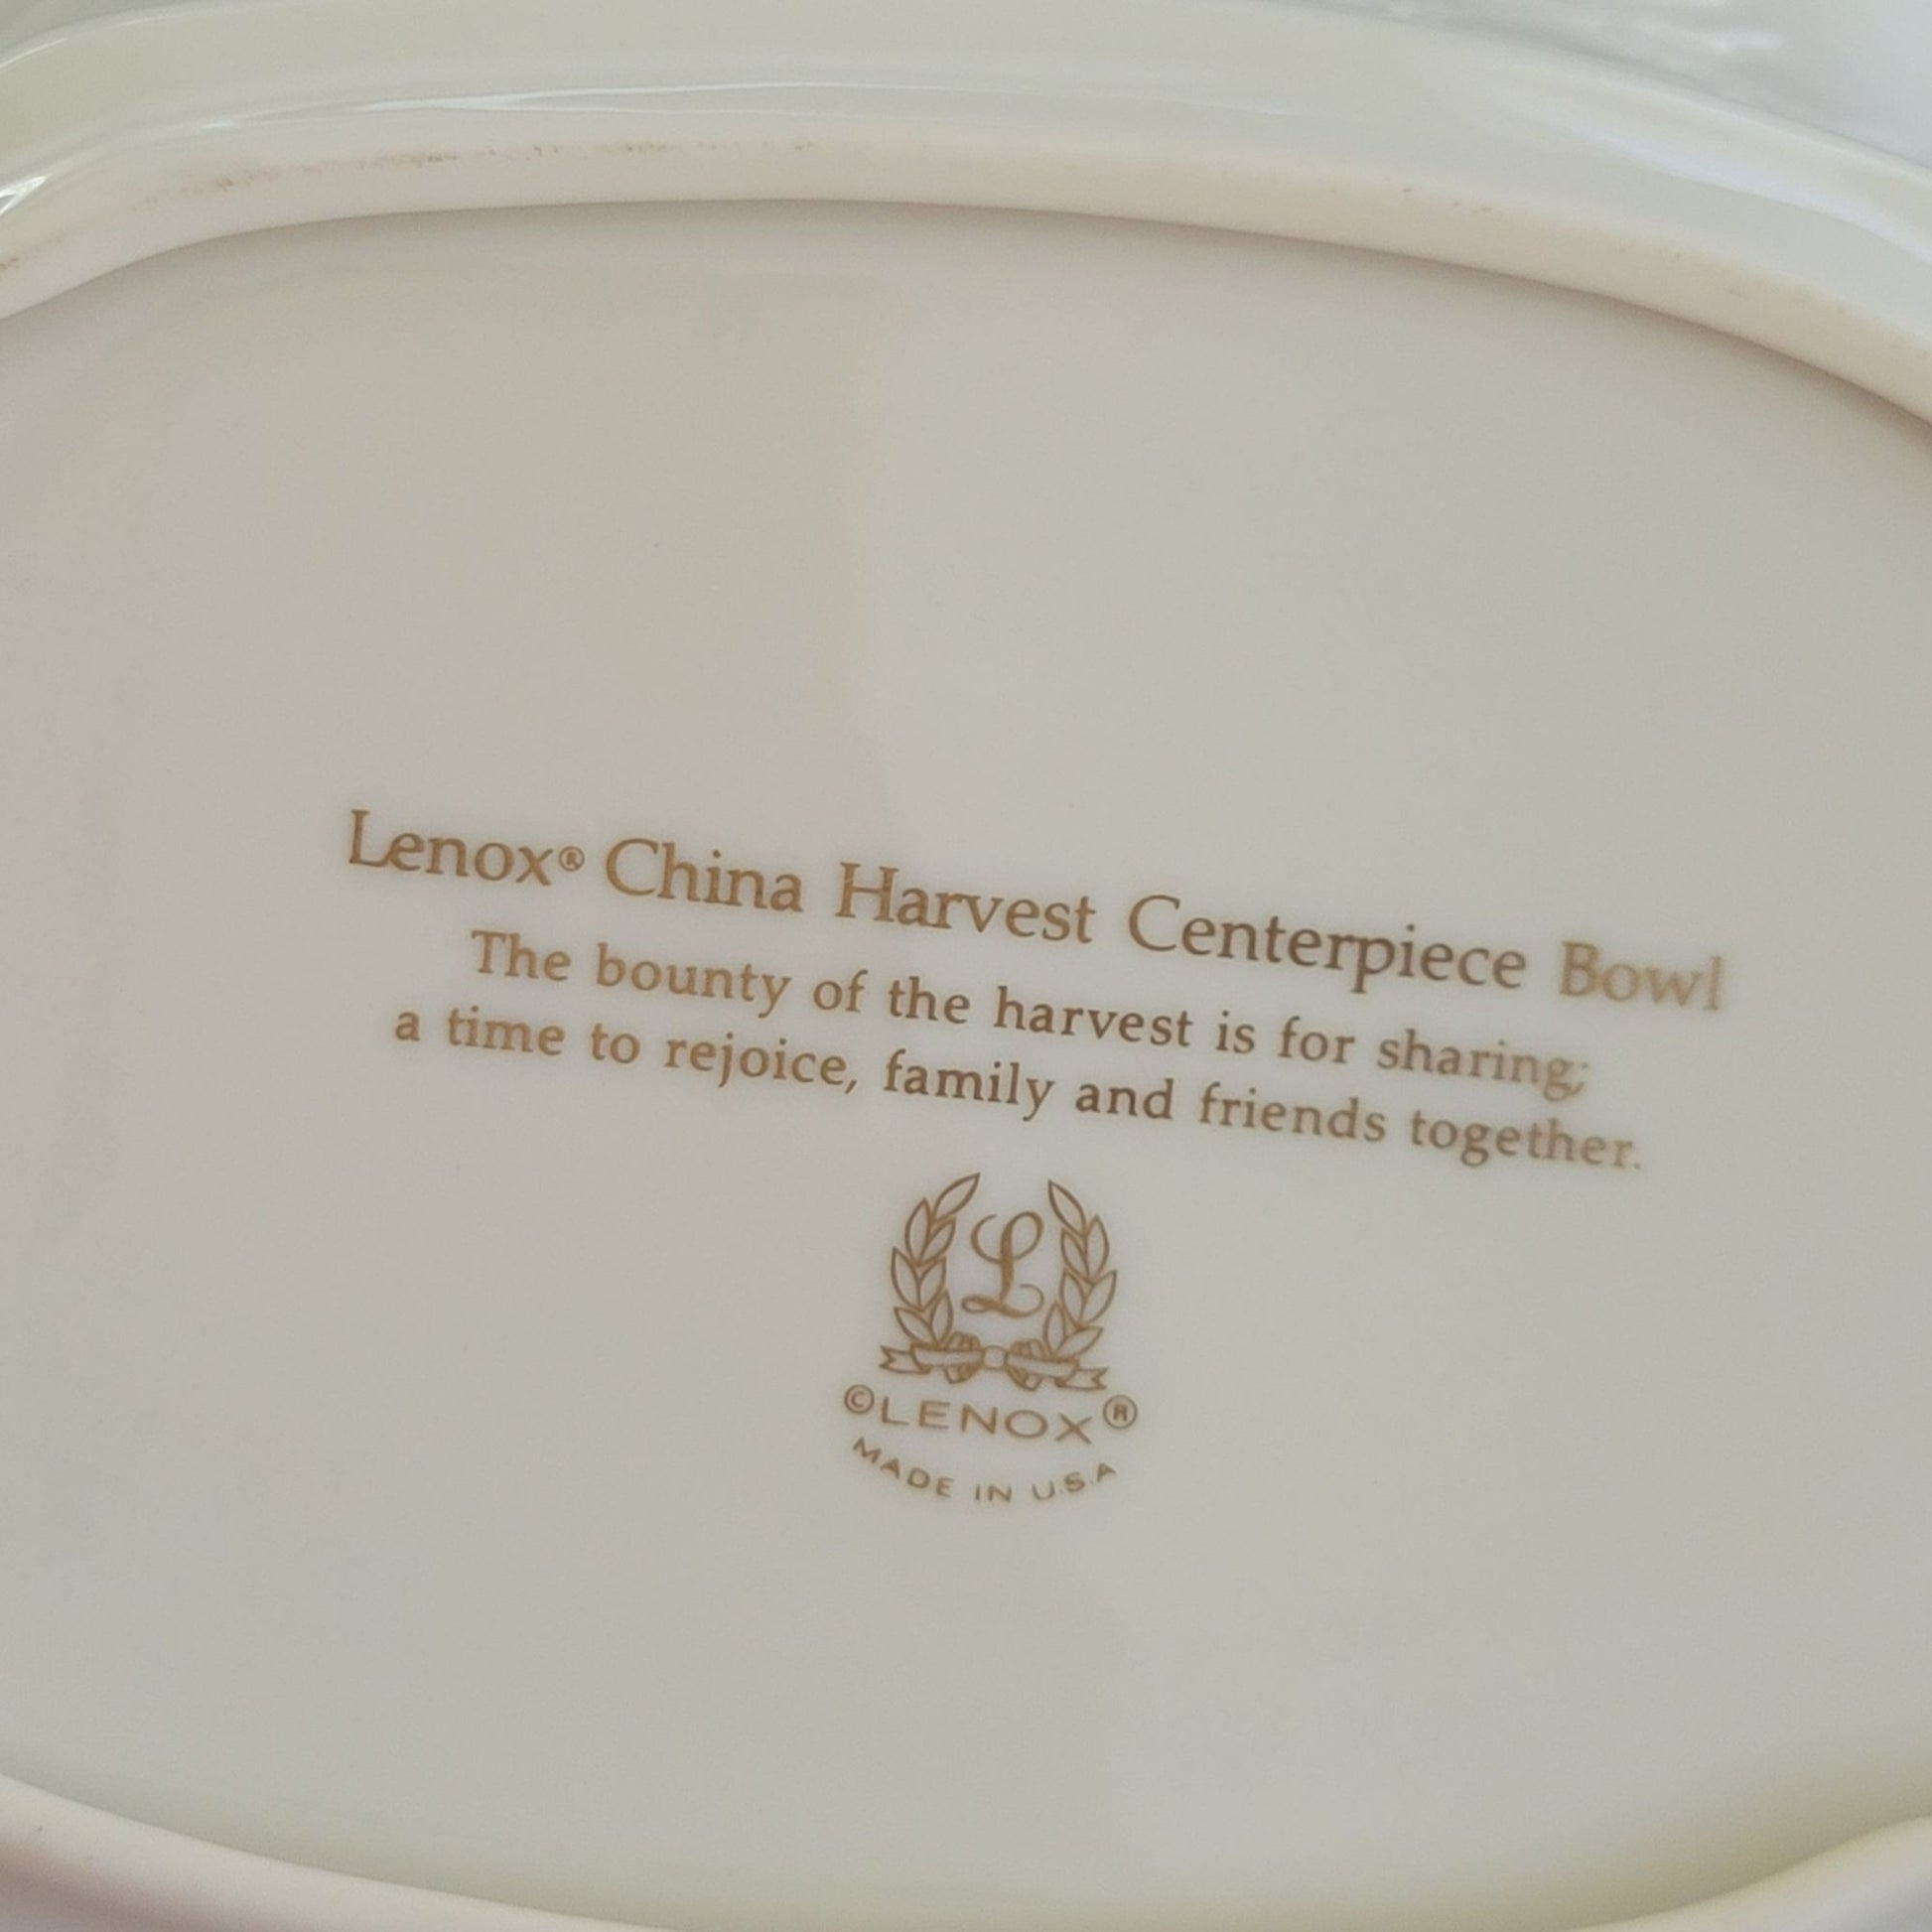 Lenox® China Harvest Centerpiece Bowl
The bounty of the harvest is for sharing;
a time to rejoice, family and friends together.
L
©LENOX®
MADE IN U.S.A